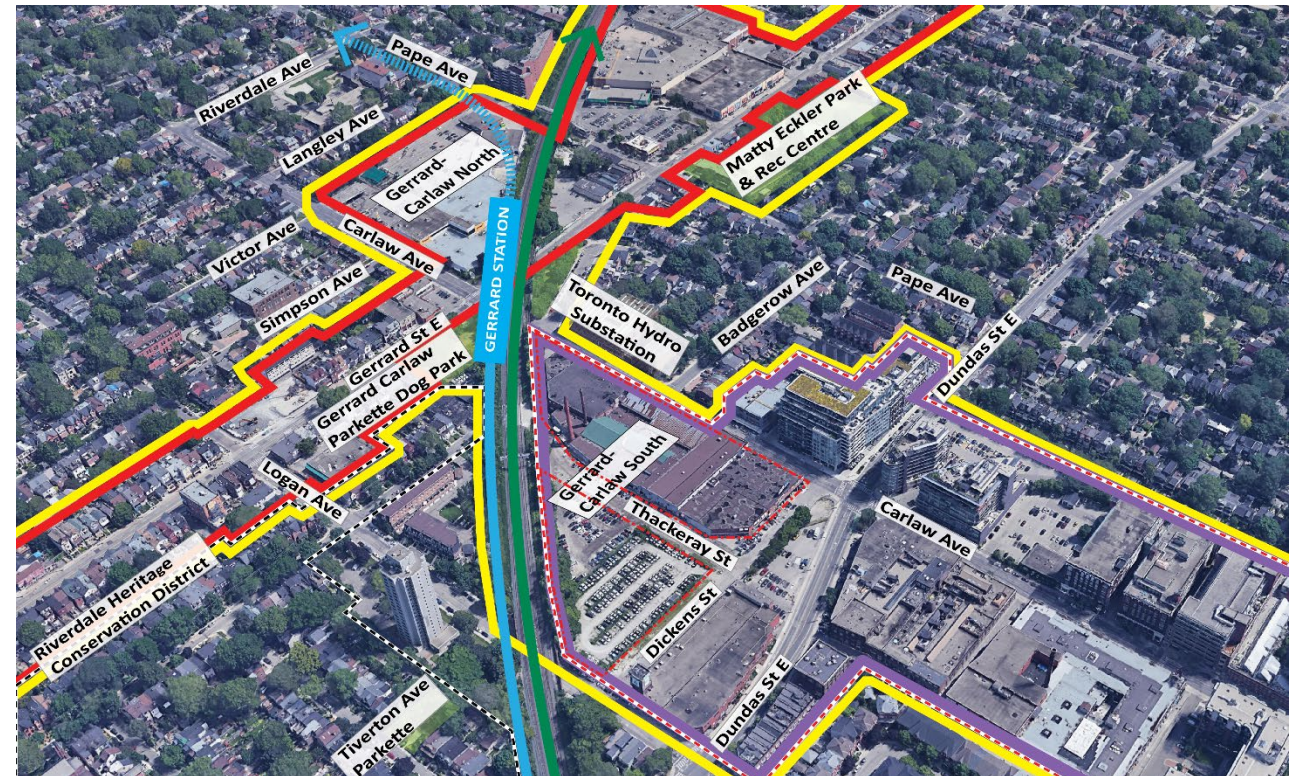 Pape Ave
Riverdale Ave
Langley Ave
Gerrard-
Carlaw North
Matty Eckler Park
& Rec Centre
Victor Ave
Carlaw Ave
Simpson Ave
GERRARD STATION
Toronto Hydro
Substation
Badgerow Ave
Pape Ave
Dundas St E
Gerrard St E
Gerrard Carlaw
Parkette Dog Park
Logan Ave
Gerrard-
Carlaw South
Thackeray St
Carlaw Ave
Dickens St
Riverdale Heritage
Conservation District
Dundas St E
Tiverton Ave
Parkette